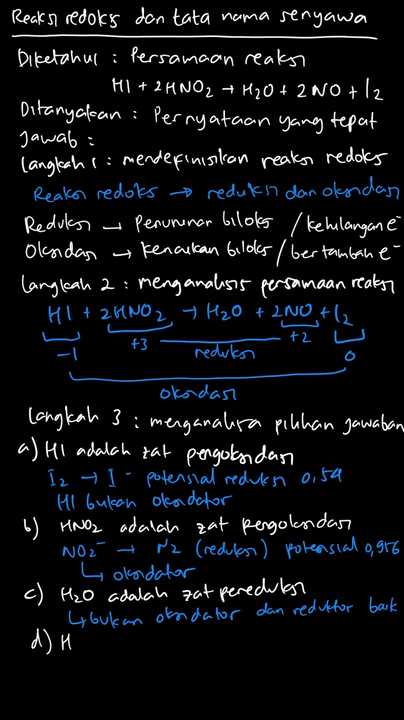 Reaksi redoks dan tata nama senyawa
Diketahui : Persamaan reaksi
HI + 2HNO2 → H2O + 2NO + I2
Ditanyakan : Pernyataan yang tepat
Jawab :
Langkah 1 : mendefinisikan reaksi redoks
Reaksi redoks → reduksi dan oksidasi
Reduksi → Penurunan biloks / kehilangan e⁻
Oksidasi → kenaikan biloks / bertambah e⁻
Langkah 2 : menganalisis persamaan reaksi
HI + 2HNO2 → H2O + 2NO + I2
-1 +3 reduksi +2 0
oksidasi
Langkah 3 : menganalisa pilihan jawaban
a) HI adalah zat pengoksidasi
I2 → I⁻ potensial reduksi 0,54
HI bukan oksidator
b) HNO2 adalah zat pengoksidasi
NO2⁻ → N2 (reduksi) potensial 0,956
↳ oksidator
c) H2O adalah zat pereduksi
↳ bukan oksidator dan reduktor baik
d) H